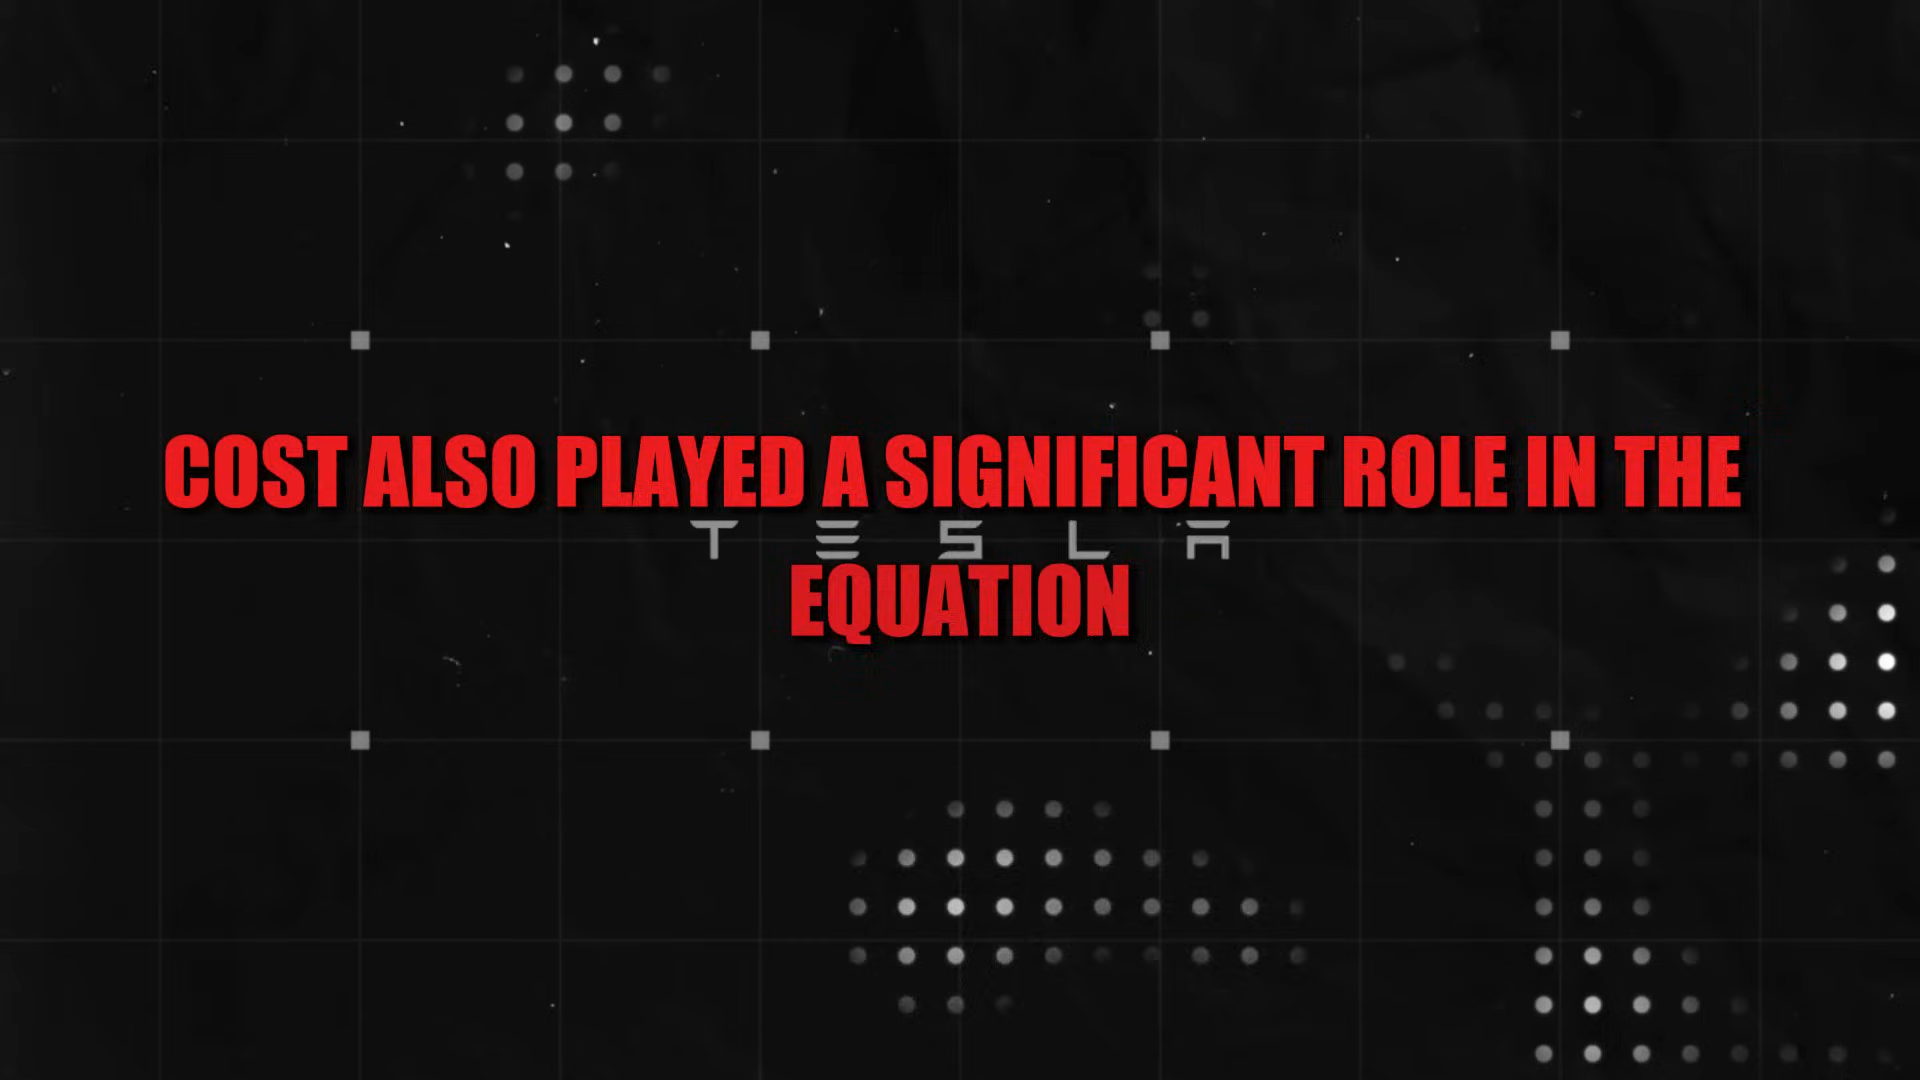 COST ALSO PLAYED A SIGNIFICANT ROLE IN THE
TESLA
EQUATION